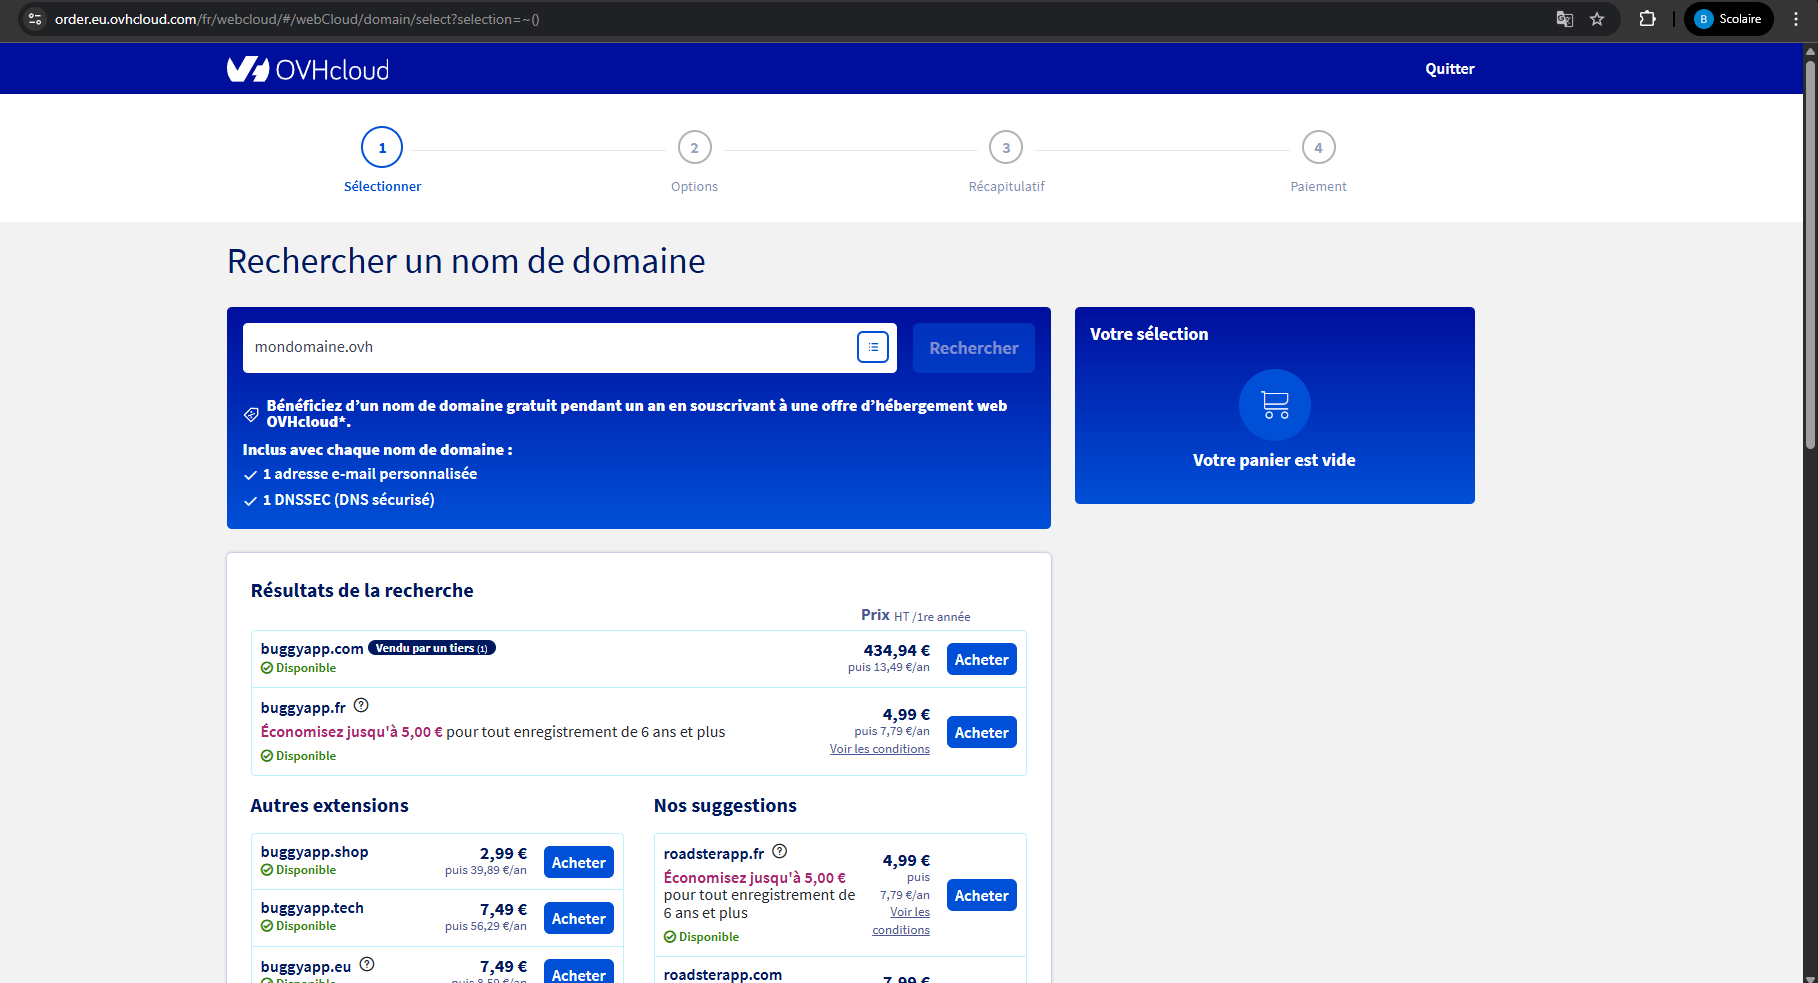 order.eu.ovhcloud.com/fr/webcloud/#/webCloud/domain/select?selection=~()
B Scolaire
OVHcloud
Quitter
1
2
3
4
Sélectionner
Options
Récapitulatif
Paiement
Rechercher un nom de domaine
mondomaine.ovh
Rechercher
Bénéficiez d’un nom de domaine gratuit pendant un an en souscrivant à une offre d’hébergement web
OVHcloud*.
Inclus avec chaque nom de domaine :
1 adresse e-mail personnalisée
1 DNSSEC (DNS sécurisé)
Votre sélection
Votre panier est vide
Résultats de la recherche
Prix HT /1re année
buggyapp.com Vendu par un tiers (1)
Disponible
434,94 €
puis 13,49 €/an
Acheter
buggyapp.fr ?
Économisez jusqu'à 5,00 € pour tout enregistrement de 6 ans et plus
Disponible
4,99 €
puis 7,79 €/an
Voir les conditions
Acheter
Autres extensions
buggyapp.shop
Disponible
2,99 €
puis 39,89 €/an
Acheter
buggyapp.tech
Disponible
7,49 €
puis 56,29 €/an
Acheter
buggyapp.eu ?
Disponible
7,49 €
puis 8,59 €/an
Acheter
Nos suggestions
roadsterapp.fr ?
Économisez jusqu'à 5,00 €
pour tout enregistrement de
6 ans et plus
Disponible
4,99 €
puis
7,79 €/an
Voir les
conditions
Acheter
roadsterapp.com
7,99 €